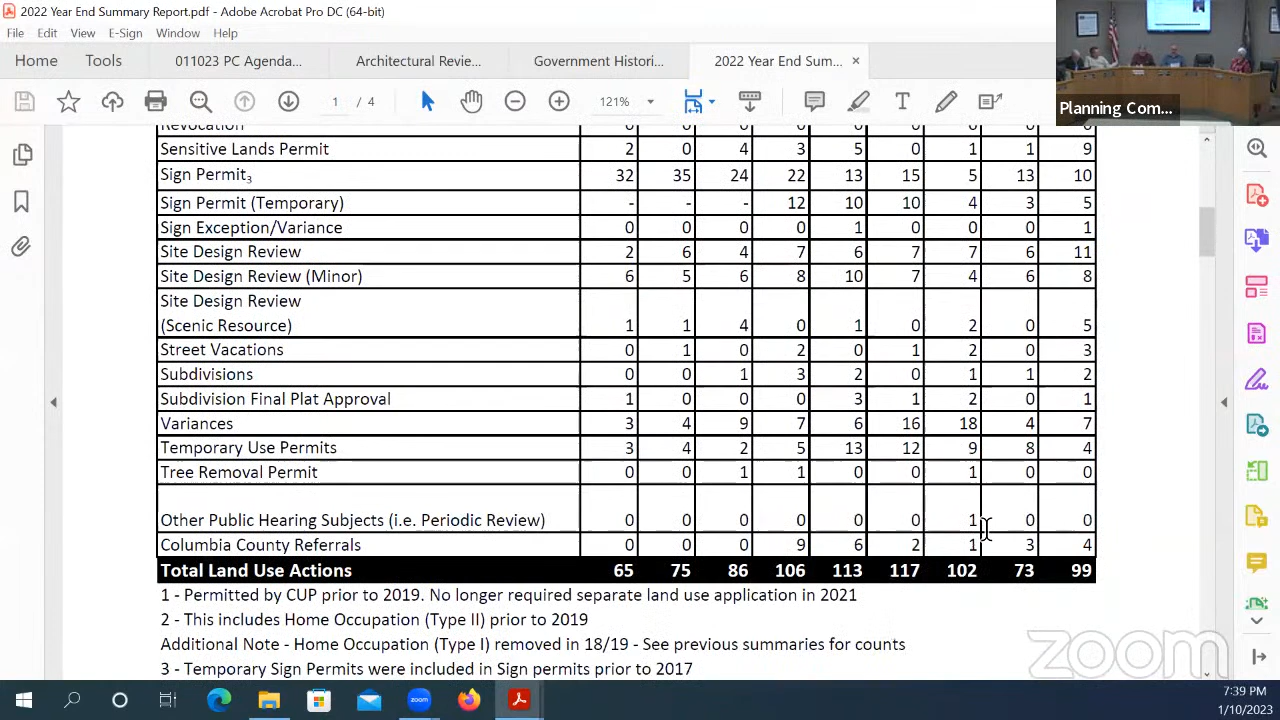 2022 Year End Summary Report.pdf - Adobe Acrobat Pro DC (64-bit)
File Edit View E-Sign Window Help
Home Tools 011023 PC Agenda... Architectural Revie... Government Histori... 2022 Year End Sum... ×
1 / 4 121%
Planning Com...
Revocation 0 0 0 0 0 0 0 0 0
Sensitive Lands Permit 2 0 4 3 5 0 1 1 9
Sign Permit3 32 35 24 22 13 15 5 13 10
Sign Permit (Temporary) - - - 12 10 10 4 3 5
Sign Exception/Variance 0 0 0 0 1 0 0 0 1
Site Design Review 2 6 4 7 6 7 7 6 11
Site Design Review (Minor) 6 5 6 8 10 7 4 6 8
Site Design Review
(Scenic Resource) 1 1 4 0 1 0 2 0 5
Street Vacations 0 1 0 2 0 1 2 0 3
Subdivisions 0 0 1 3 2 0 1 1 2
Subdivision Final Plat Approval 1 0 0 0 3 1 2 0 1
Variances 3 4 9 7 6 16 18 4 7
Temporary Use Permits 3 4 2 5 13 12 9 8 4
Tree Removal Permit 0 0 1 1 0 0 1 0 0
Other Public Hearing Subjects (i.e. Periodic Review) 0 0 0 0 0 0 1 0 0
Columbia County Referrals 0 0 0 9 6 2 1 3 4
Total Land Use Actions 65 75 86 106 113 117 102 73 99
1 - Permitted by CUP prior to 2019. No longer required separate land use application in 2021
2 - This includes Home Occupation (Type II) prior to 2019
Additional Note - Home Occupation (Type I) removed in 18/19 - See previous summaries for counts
3 - Temporary Sign Permits were included in Sign permits prior to 2017
zoom
zoom
7:39 PM
1/10/2023